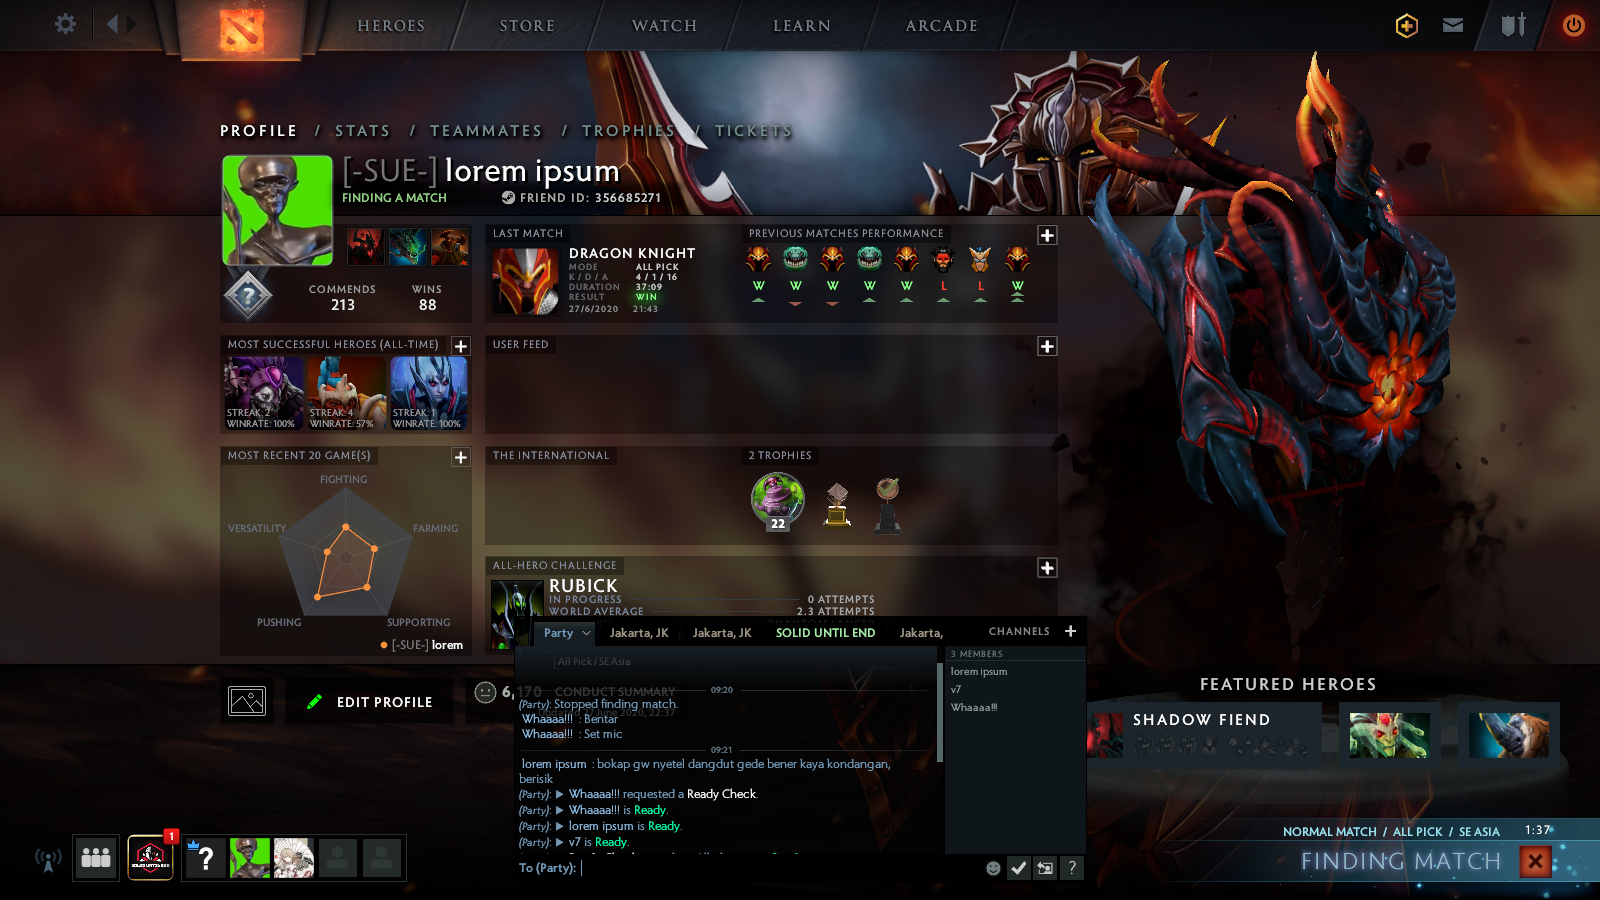 HEROES
STORE
WATCH
LEARN
ARCADE
PROFILE / STATS / TEAMMATES / TROPHIES / TICKETS
[-SUE-] lorem ipsum
FINDING A MATCH
FRIEND ID: 356685271
COMMENDS
213
WINS
88
LAST MATCH
DRAGON KNIGHT
MODE ALL PICK
K / D / A 4 / 1 / 16
DURATION 37:09
RESULT WIN
27/6/2020 21:43
PREVIOUS MATCHES PERFORMANCE
W W W W W L L W
MOST SUCCESSFUL HEROES (ALL-TIME)
STREAK: 2
WINRATE: 100%
STREAK: 4
WINRATE: 57%
STREAK: 1
WINRATE: 100%
USER FEED
MOST RECENT 20 GAME(S)
FIGHTING
VERSATILITY
FARMING
PUSHING
SUPPORTING
[-SUE-] lorem
THE INTERNATIONAL
2 TROPHIES
22
ALL-HERO CHALLENGE
RUBICK
IN PROGRESS 0 ATTEMPTS
WORLD AVERAGE 2.3 ATTEMPTS
PHANTOM LANCER
EDIT PROFILE
6,170 CONDUCT SUMMARY
Updated 27 June 2020, 22:37
Party
Jakarta, JK
Jakarta, JK
SOLID UNTIL END
Jakarta,
CHANNELS
All Pick / SE Asia
09:20
(Party): Stopped finding match.
Whaaaa!!! : Bentar
Whaaaa!!! : Set mic
09:21
lorem ipsum : bokap gw nyetel dangdut gede bener kaya kondangan,
berisik
(Party): Whaaaa!!! requested a Ready Check.
(Party): Whaaaa!!! is Ready.
(Party): lorem ipsum is Ready.
(Party): v7 is Ready.
To (Party):
3 MEMBERS
lorem ipsum
v7
Whaaaa!!!
?
FEATURED HEROES
SHADOW FIEND
1
?
NORMAL MATCH / ALL PICK / SE ASIA
1:37
FINDING MATCH